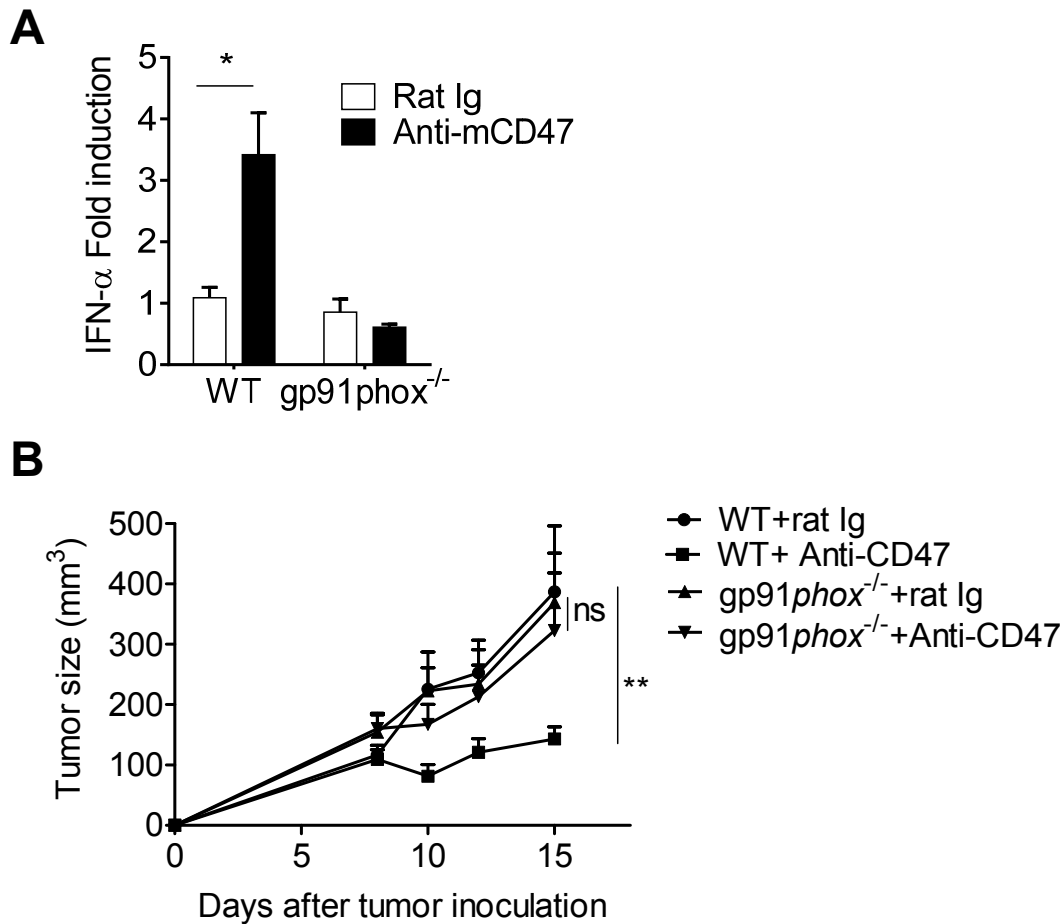 A
5
4
3
2
1
0
IFN-α Fold induction
*
Rat Ig
Anti-mCD47
WT gp91phox-/-
B
500
400
300
200
100
0
Tumor size (mm3)
0 5 10 15
Days after tumor inoculation
ns
**
WT+rat Ig
WT+ Anti-CD47
gp91phox-/-+rat Ig
gp91phox-/-+Anti-CD47